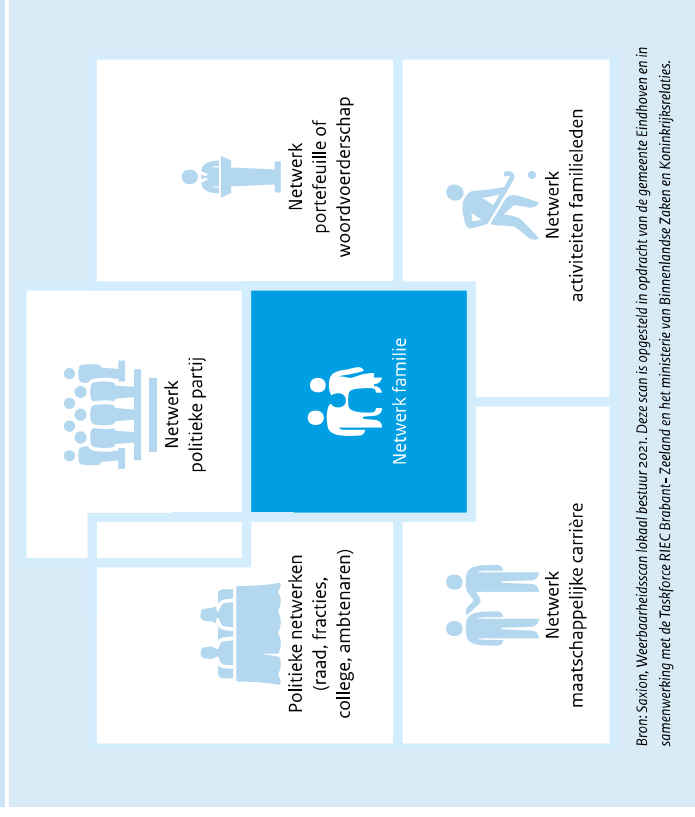 Netwerk
politieke partij
Politieke netwerken
(raad, fracties,
college, ambtenaren)
Netwerk
portefeuille of
woordvoerderschap
Netwerk familie
Netwerk
maatschappelijke carrière
Netwerk
activiteiten familieleden
Bron: Saxion, Weerbaarheidsscan lokaal bestuur 2021. Deze scan is opgesteld in opdracht van de gemeente Eindhoven en in
samenwerking met de Taskforce RIEC Brabant- Zeeland en het ministerie van Binnenlandse Zaken en Koninkrijksrelaties.